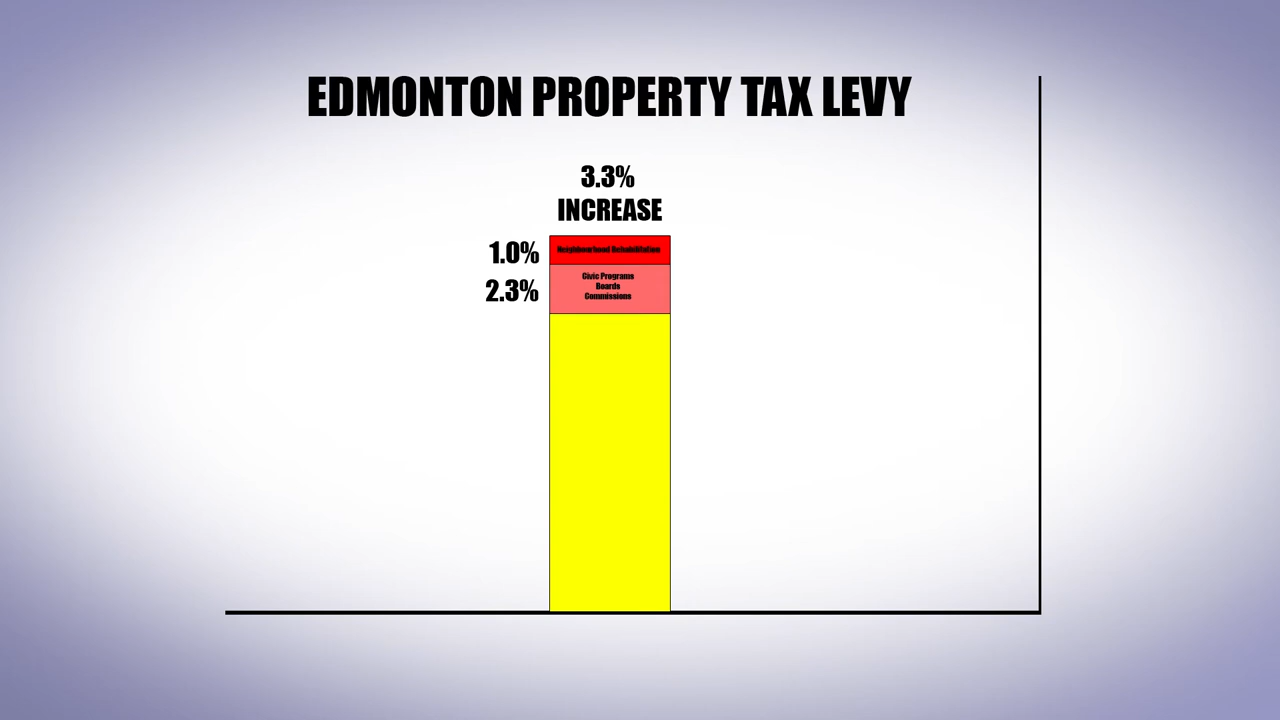 EDMONTON PROPERTY TAX LEVY
3.3%
INCREASE
1.0%
Neighbourhood Rehabilitation
2.3%
Civic Programs
Boards
Commissions